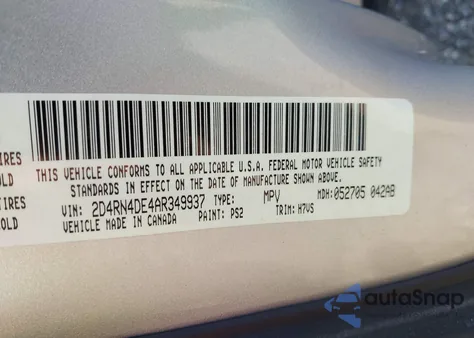 IRES
OLD
THIS VEHICLE CONFORMS TO ALL APPLICABLE U.S.A. FEDERAL MOTOR VEHICLE SAFETY
STANDARDS IN EFFECT ON THE DATE OF MANUFACTURE SHOWN ABOVE.
IRES
OLD
VIN: 2D4RN4DE4AR349937 TYPE: MPV MDH: 052705 042AB
VEHICLE MADE IN CANADA PAINT: PS2 TRIM: H7VS
autoSnap